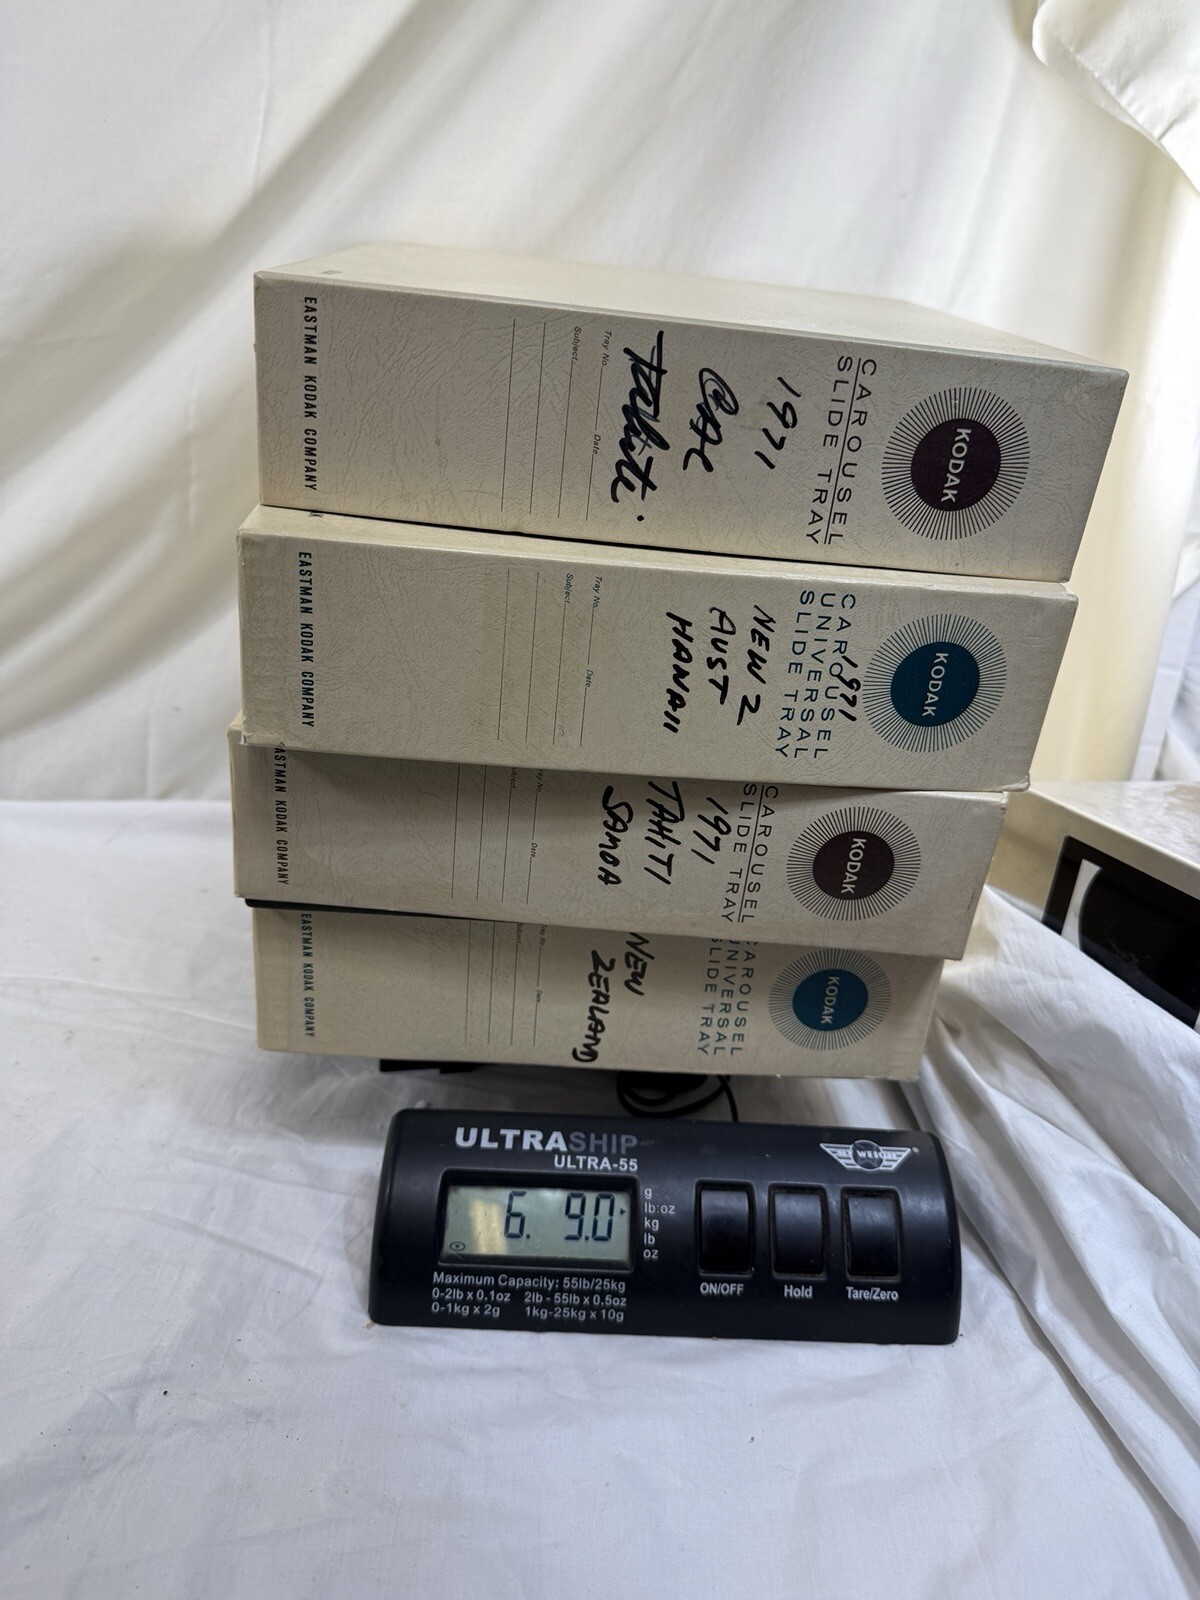 KODAK
CAROUSEL
SLIDE TRAY
1971
Tahiti.
Tray No. Date
Subject
EASTMAN KODAK COMPANY
KODAK
CAROUSEL
UNIVERSAL
SLIDE TRAY
1971
NEW Z
AUST
HAWAII
Tray No. Date
Subject
EASTMAN KODAK COMPANY
KODAK
CAROUSEL
SLIDE TRAY
1971
TAHITI
SAMOA
Tray No. Date
Subject
EASTMAN KODAK COMPANY
KODAK
CAROUSEL
UNIVERSAL
SLIDE TRAY
NEW
ZEALAND
Tray No. Date
Subject
EASTMAN KODAK COMPANY
ULTRASHIP
ULTRA-55
MY WEIGH
6. 9.0
g
lb:oz
kg
lb
oz
ON/OFF Hold Tare/Zero
Maximum Capacity: 55lb/25kg
0-2lb x 0.1oz 2lb - 55lb x 0.5oz
0-1kg x 2g 1kg-25kg x 10g